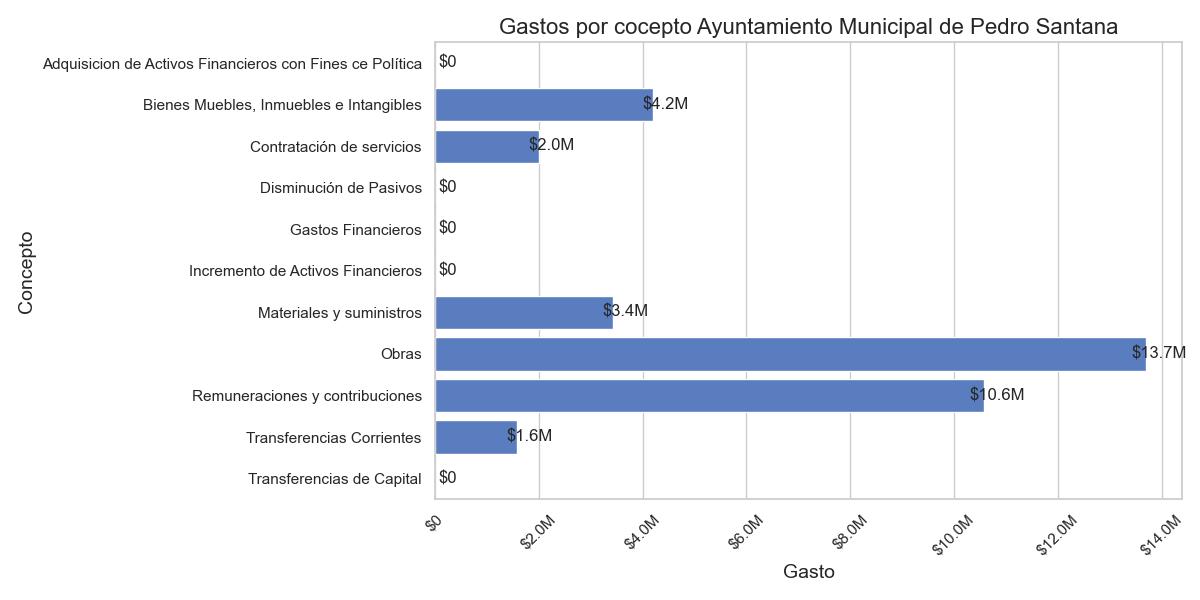 Gastos por cocepto Ayuntamiento Municipal de Pedro Santana
Concepto
Adquisicion de Activos Financieros con Fines ce Política $0
Bienes Muebles, Inmuebles e Intangibles $4.2M
Contratación de servicios $2.0M
Disminución de Pasivos $0
Gastos Financieros $0
Incremento de Activos Financieros $0
Materiales y suministros $3.4M
Obras $13.7M
Remuneraciones y contribuciones $10.6M
Transferencias Corrientes $1.6M
Transferencias de Capital $0
$0 $2.0M $4.0M $6.0M $8.0M $10.0M $12.0M $14.0M
Gasto